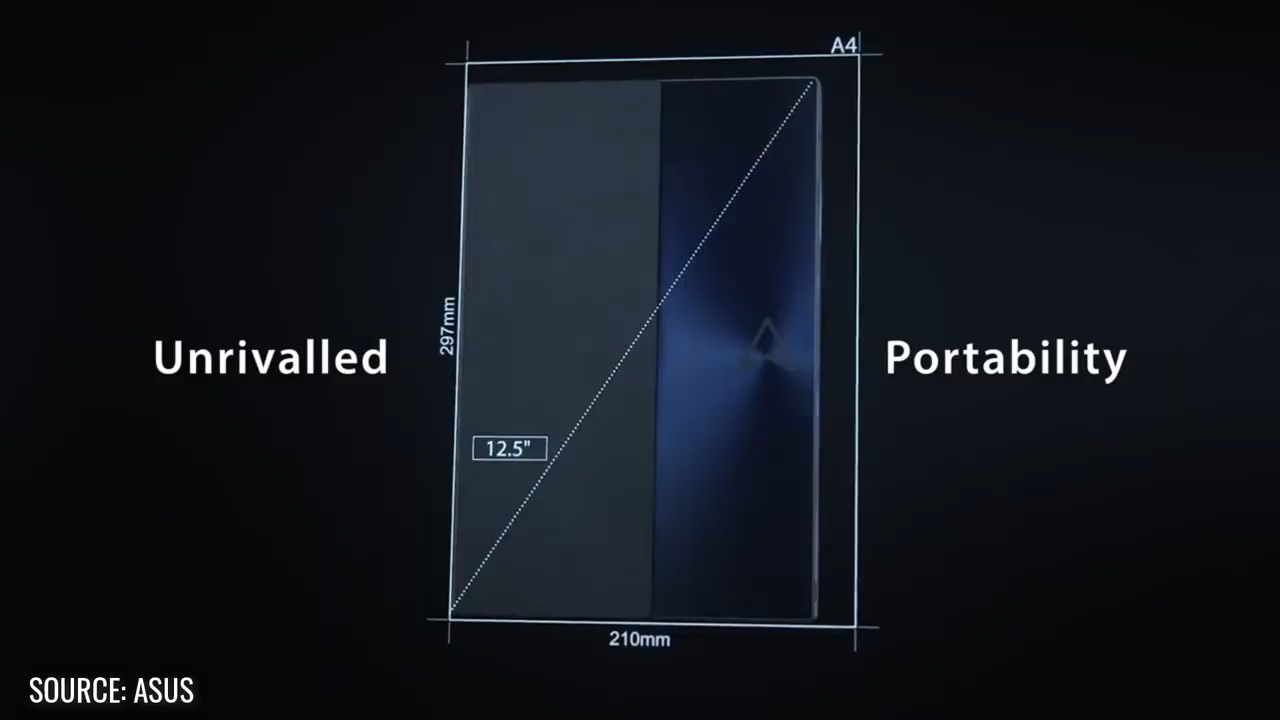 A4
297mm
Unrivalled
Portability
12.5"
210mm
SOURCE: ASUS